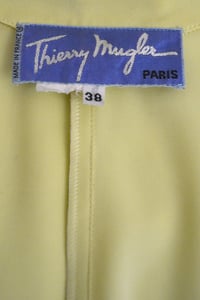 MADE IN FRANCE
Thierry Mugler
PARIS
38